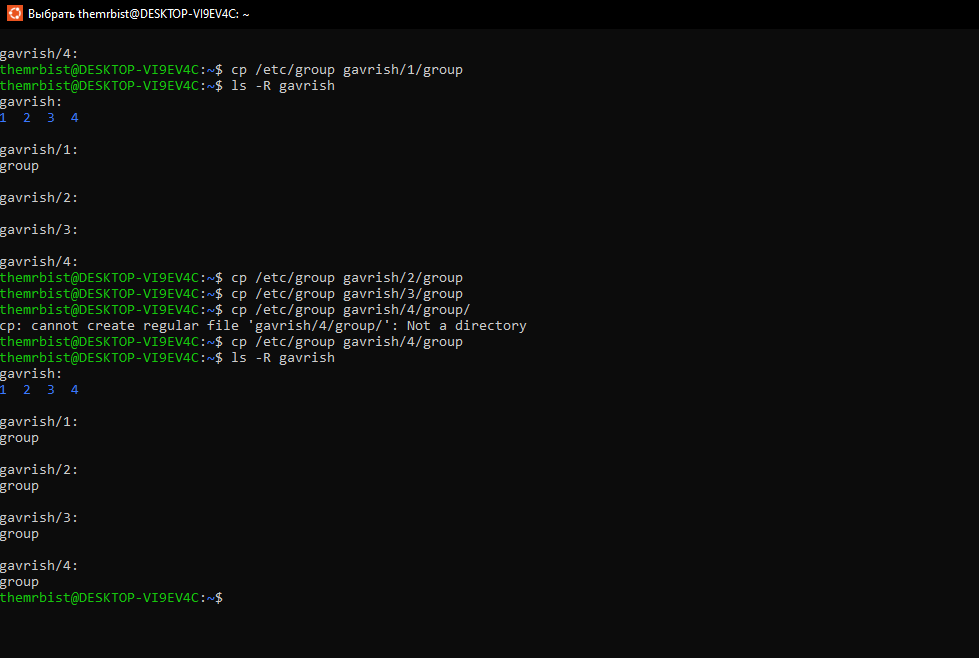 Выбрать themrbist@DESKTOP-VI9EV4C: ~
gavrish/4:
themrbist@DESKTOP-VI9EV4C:~$ cp /etc/group gavrish/1/group
themrbist@DESKTOP-VI9EV4C:~$ ls -R gavrish
gavrish:
1  2  3  4
gavrish/1:
group
gavrish/2:
gavrish/3:
gavrish/4:
themrbist@DESKTOP-VI9EV4C:~$ cp /etc/group gavrish/2/group
themrbist@DESKTOP-VI9EV4C:~$ cp /etc/group gavrish/3/group
themrbist@DESKTOP-VI9EV4C:~$ cp /etc/group gavrish/4/group/
cp: cannot create regular file 'gavrish/4/group/': Not a directory
themrbist@DESKTOP-VI9EV4C:~$ cp /etc/group gavrish/4/group
themrbist@DESKTOP-VI9EV4C:~$ ls -R gavrish
gavrish:
1  2  3  4
gavrish/1:
group
gavrish/2:
group
gavrish/3:
group
gavrish/4:
group
themrbist@DESKTOP-VI9EV4C:~$